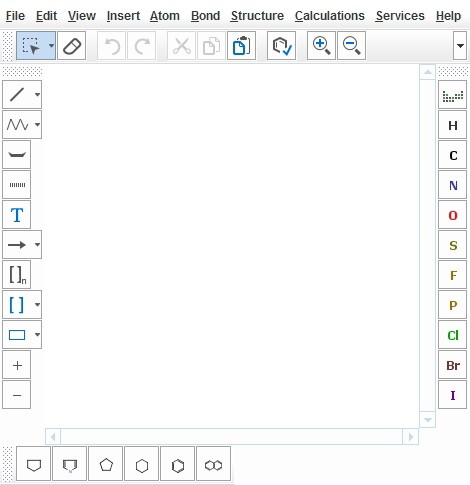 File Edit View Insert Atom Bond Structure Calculations Services Help
H
C
N
T
O
[ ]n
S
F
[ ]
P
Cl
+
Br
−
I